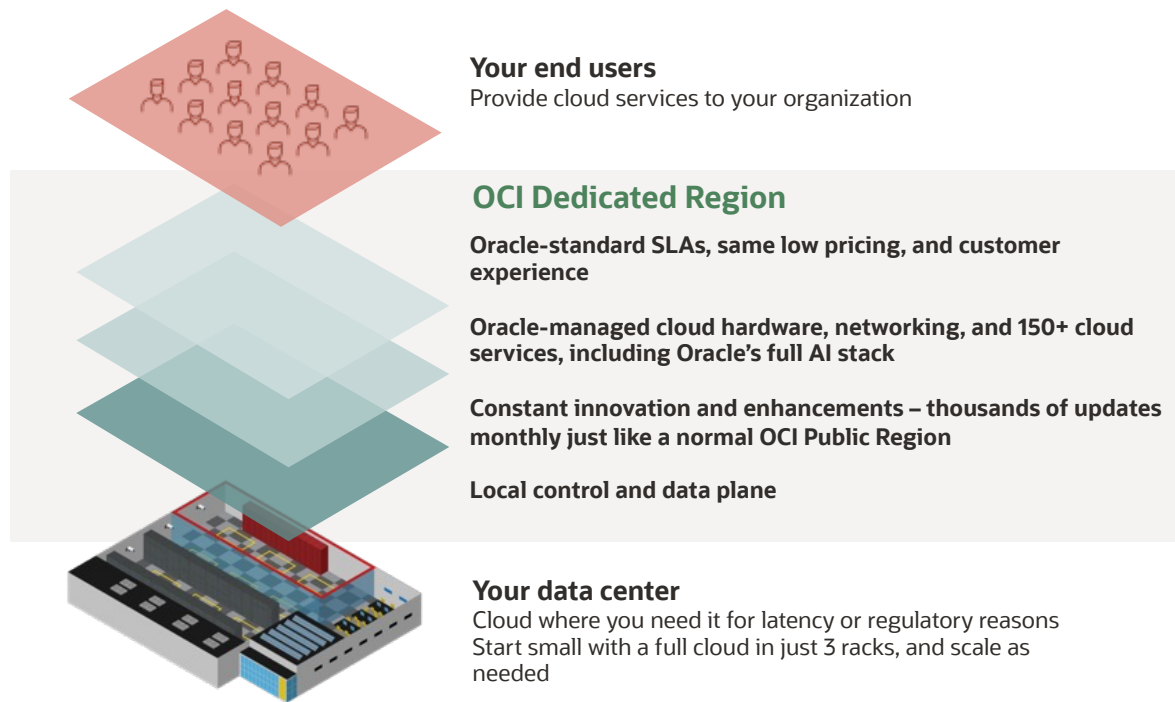 Your end users
Provide cloud services to your organization
OCI Dedicated Region
Oracle-standard SLAs, same low pricing, and customer
experience
Oracle-managed cloud hardware, networking, and 150+ cloud
services, including Oracle’s full AI stack
Constant innovation and enhancements – thousands of updates
monthly just like a normal OCI Public Region
Local control and data plane
Your data center
Cloud where you need it for latency or regulatory reasons
Start small with a full cloud in just 3 racks, and scale as
needed